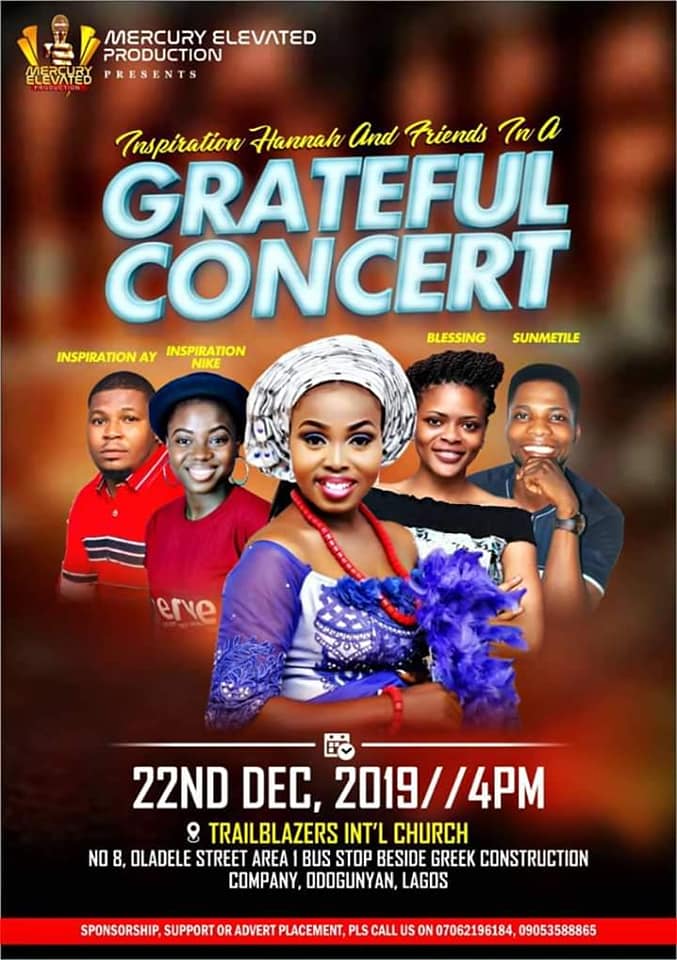 MERCURY ELEVATED
PRODUCTION
PRESENTS
MERCURY
ELEVATED
PRODUCTION
Inspiration Hannah And Friends In A
GRATEFUL
CONCERT
BLESSING
SUNMETILE
INSPIRATION AY
INSPIRATION
NIKE
erve
22ND DEC, 2019//4PM
TRAILBLAZERS INT'L CHURCH
NO 8, OLADELE STREET AREA 1 BUS STOP BESIDE GREEK CONSTRUCTION
COMPANY, ODOGUNYAN, LAGOS
SPONSORSHIP, SUPPORT OR ADVERT PLACEMENT, PLS CALL US ON 07062196184, 09053588865